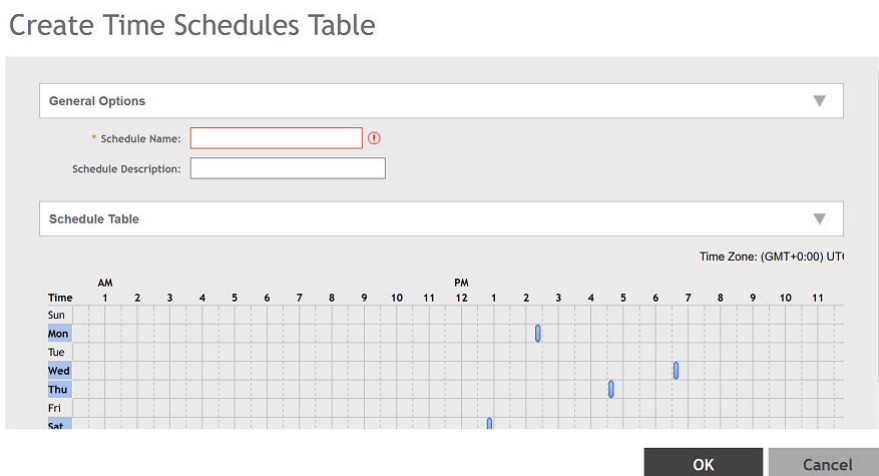 Create Time Schedules Table
General Options
* Schedule Name:
Schedule Description:
Schedule Table
Time Zone: (GMT+0:00) UT
AM PM
Time 1 2 3 4 5 6 7 8 9 10 11 12 1 2 3 4 5 6 7 8 9 10 11
Sun
Mon
Tue
Wed
Thu
Fri
Sat
OK Cancel